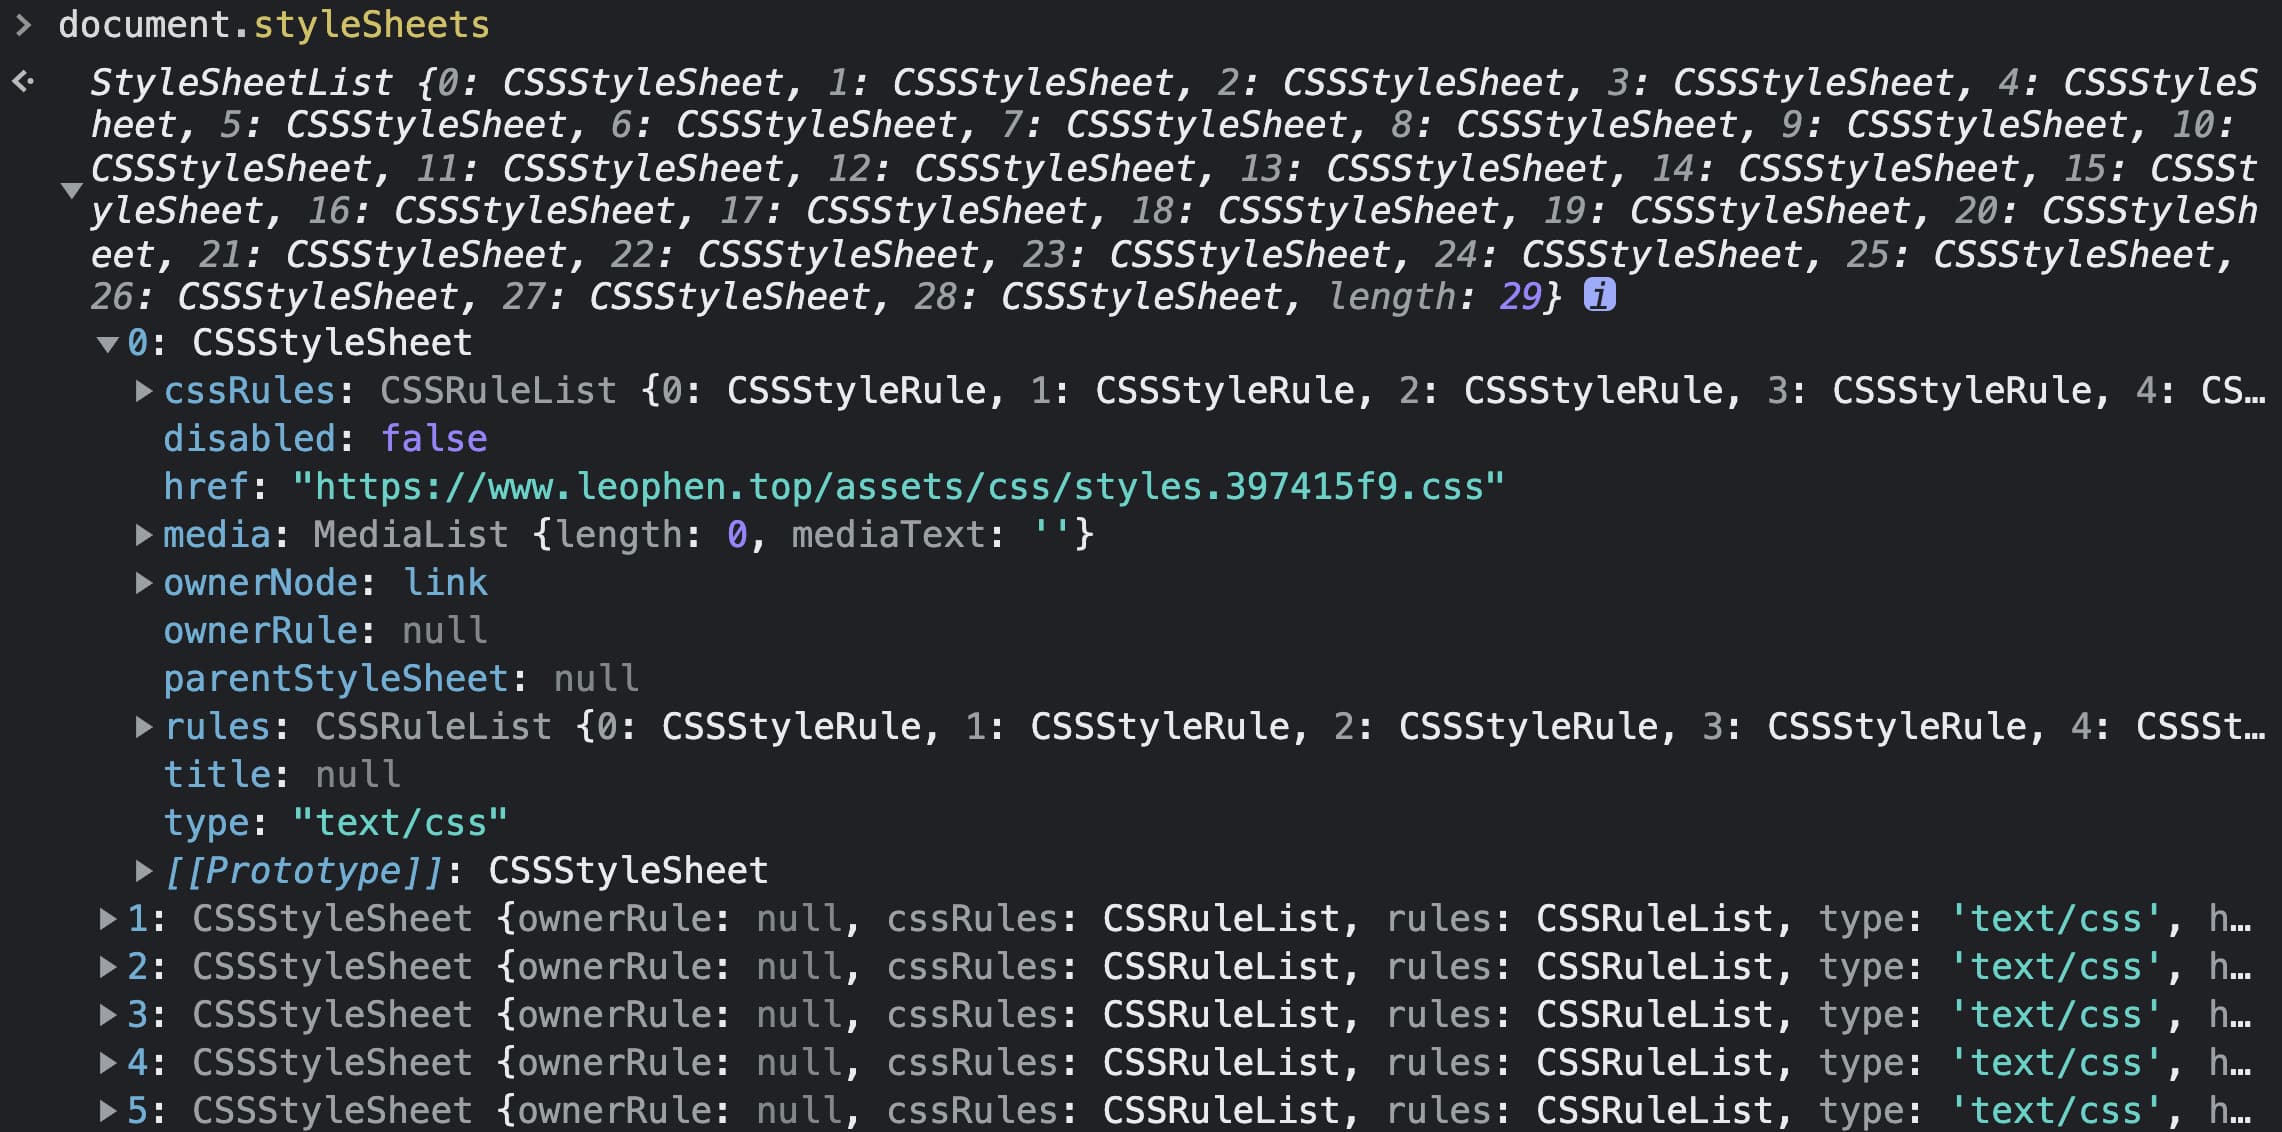 document.styleSheets
StyleSheetList {0: CSSStyleSheet, 1: CSSStyleSheet, 2: CSSStyleSheet, 3: CSSStyleSheet, 4: CSSStyleS
heet, 5: CSSStyleSheet, 6: CSSStyleSheet, 7: CSSStyleSheet, 8: CSSStyleSheet, 9: CSSStyleSheet, 10:
CSSStyleSheet, 11: CSSStyleSheet, 12: CSSStyleSheet, 13: CSSStyleSheet, 14: CSSStyleSheet, 15: CSSSt
yleSheet, 16: CSSStyleSheet, 17: CSSStyleSheet, 18: CSSStyleSheet, 19: CSSStyleSheet, 20: CSSStyleSh
eet, 21: CSSStyleSheet, 22: CSSStyleSheet, 23: CSSStyleSheet, 24: CSSStyleSheet, 25: CSSStyleSheet,
26: CSSStyleSheet, 27: CSSStyleSheet, 28: CSSStyleSheet, length: 29} i
0: CSSStyleSheet
cssRules: CSSRuleList {0: CSSStyleRule, 1: CSSStyleRule, 2: CSSStyleRule, 3: CSSStyleRule, 4: CS…
disabled: false
href: "https://www.leophen.top/assets/css/styles.397415f9.css"
media: MediaList {length: 0, mediaText: ''}
ownerNode: link
ownerRule: null
parentStyleSheet: null
rules: CSSRuleList {0: CSSStyleRule, 1: CSSStyleRule, 2: CSSStyleRule, 3: CSSStyleRule, 4: CSSSt…
title: null
type: "text/css"
[[Prototype]]: CSSStyleSheet
1: CSSStyleSheet {ownerRule: null, cssRules: CSSRuleList, rules: CSSRuleList, type: 'text/css', h…
2: CSSStyleSheet {ownerRule: null, cssRules: CSSRuleList, rules: CSSRuleList, type: 'text/css', h…
3: CSSStyleSheet {ownerRule: null, cssRules: CSSRuleList, rules: CSSRuleList, type: 'text/css', h…
4: CSSStyleSheet {ownerRule: null, cssRules: CSSRuleList, rules: CSSRuleList, type: 'text/css', h…
5: CSSStyleSheet {ownerRule: null, cssRules: CSSRuleList, rules: CSSRuleList, type: 'text/css', h…